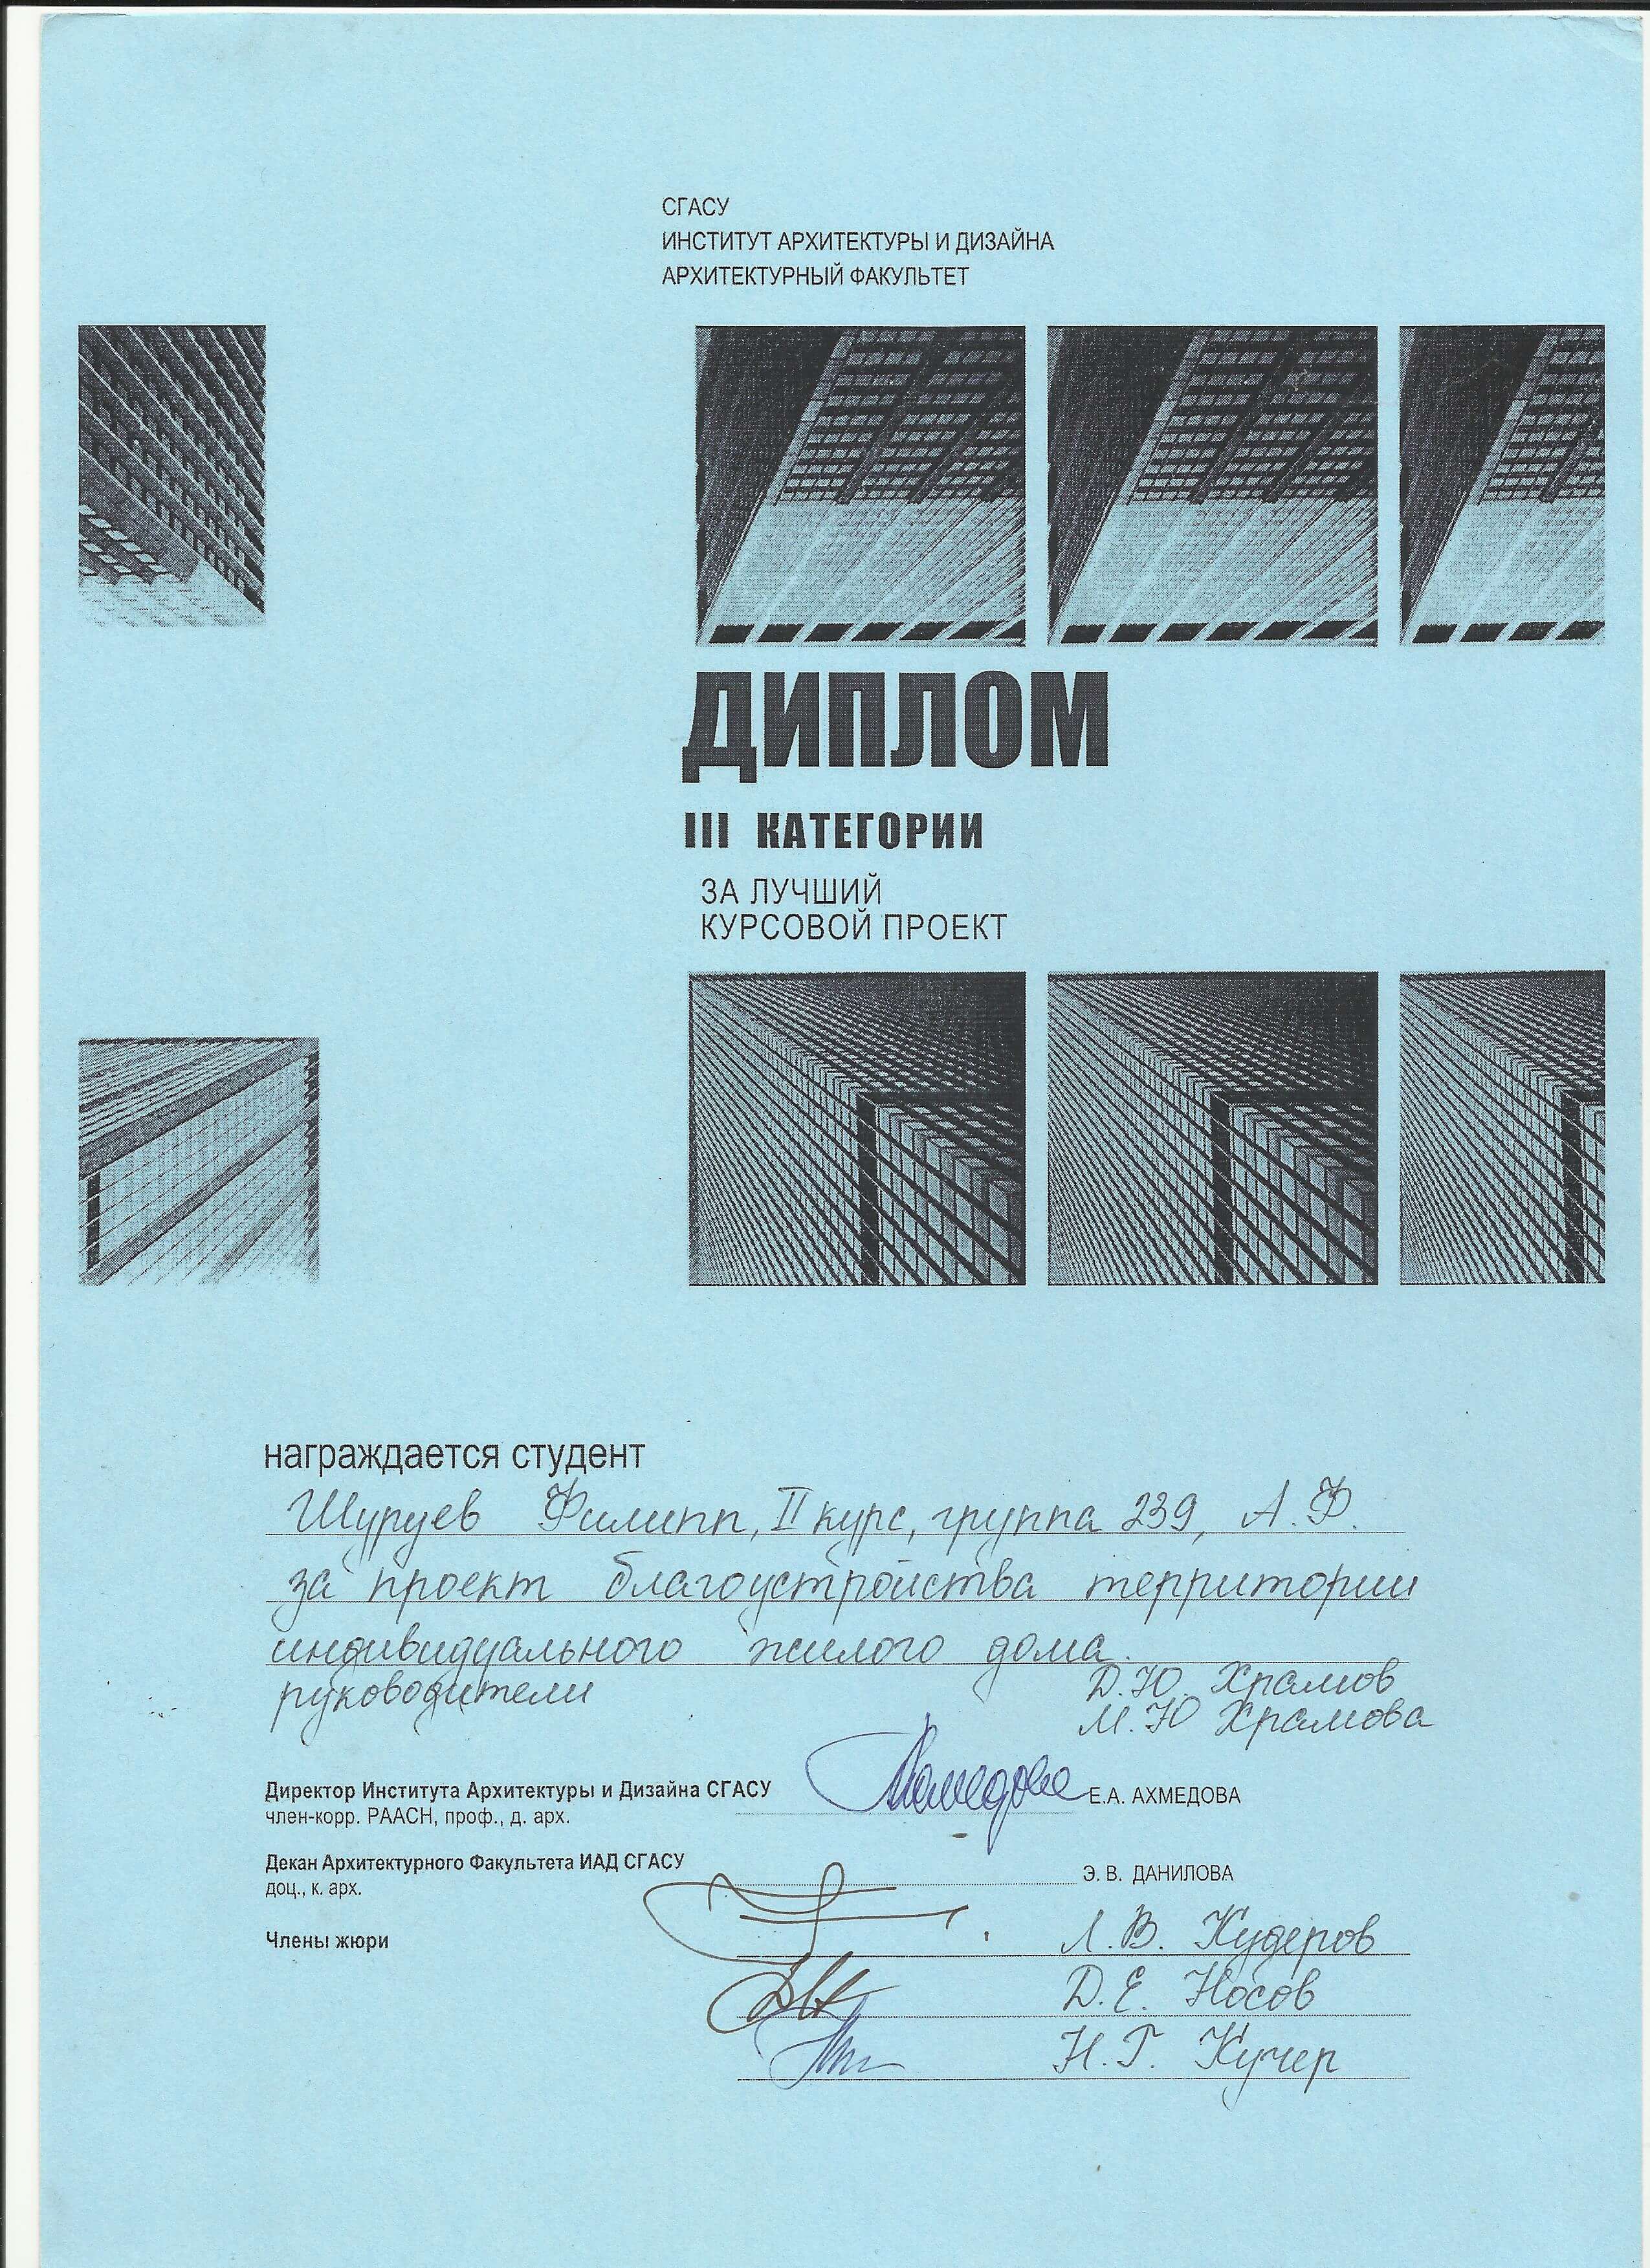 СГАСУ
ИНСТИТУТ АРХИТЕКТУРЫ И ДИЗАЙНА
АРХИТЕКТУРНЫЙ ФАКУЛЬТЕТ
ДИПЛОМ
III КАТЕГОРИИ
ЗА ЛУЧШИЙ
КУРСОВОЙ ПРОЕКТ
награждается студент
Шуруев Филипп, II курс, группа 239, А.Ф.
за проект благоустройства территории
индивидуального жилого дома.
руководители Д.Ю. Храмов
М.Ю Храмова
Директор Института Архитектуры и Дизайна СГАСУ Е.А. АХМЕДОВА
член-корр. РААСН, проф., д. арх.
Декан Архитектурного Факультета ИАД СГАСУ Э. В. ДАНИЛОВА
доц., к. арх.
Члены жюри Л.В. Кудеров
Д.Е. Носов
Н.Г. Кучер